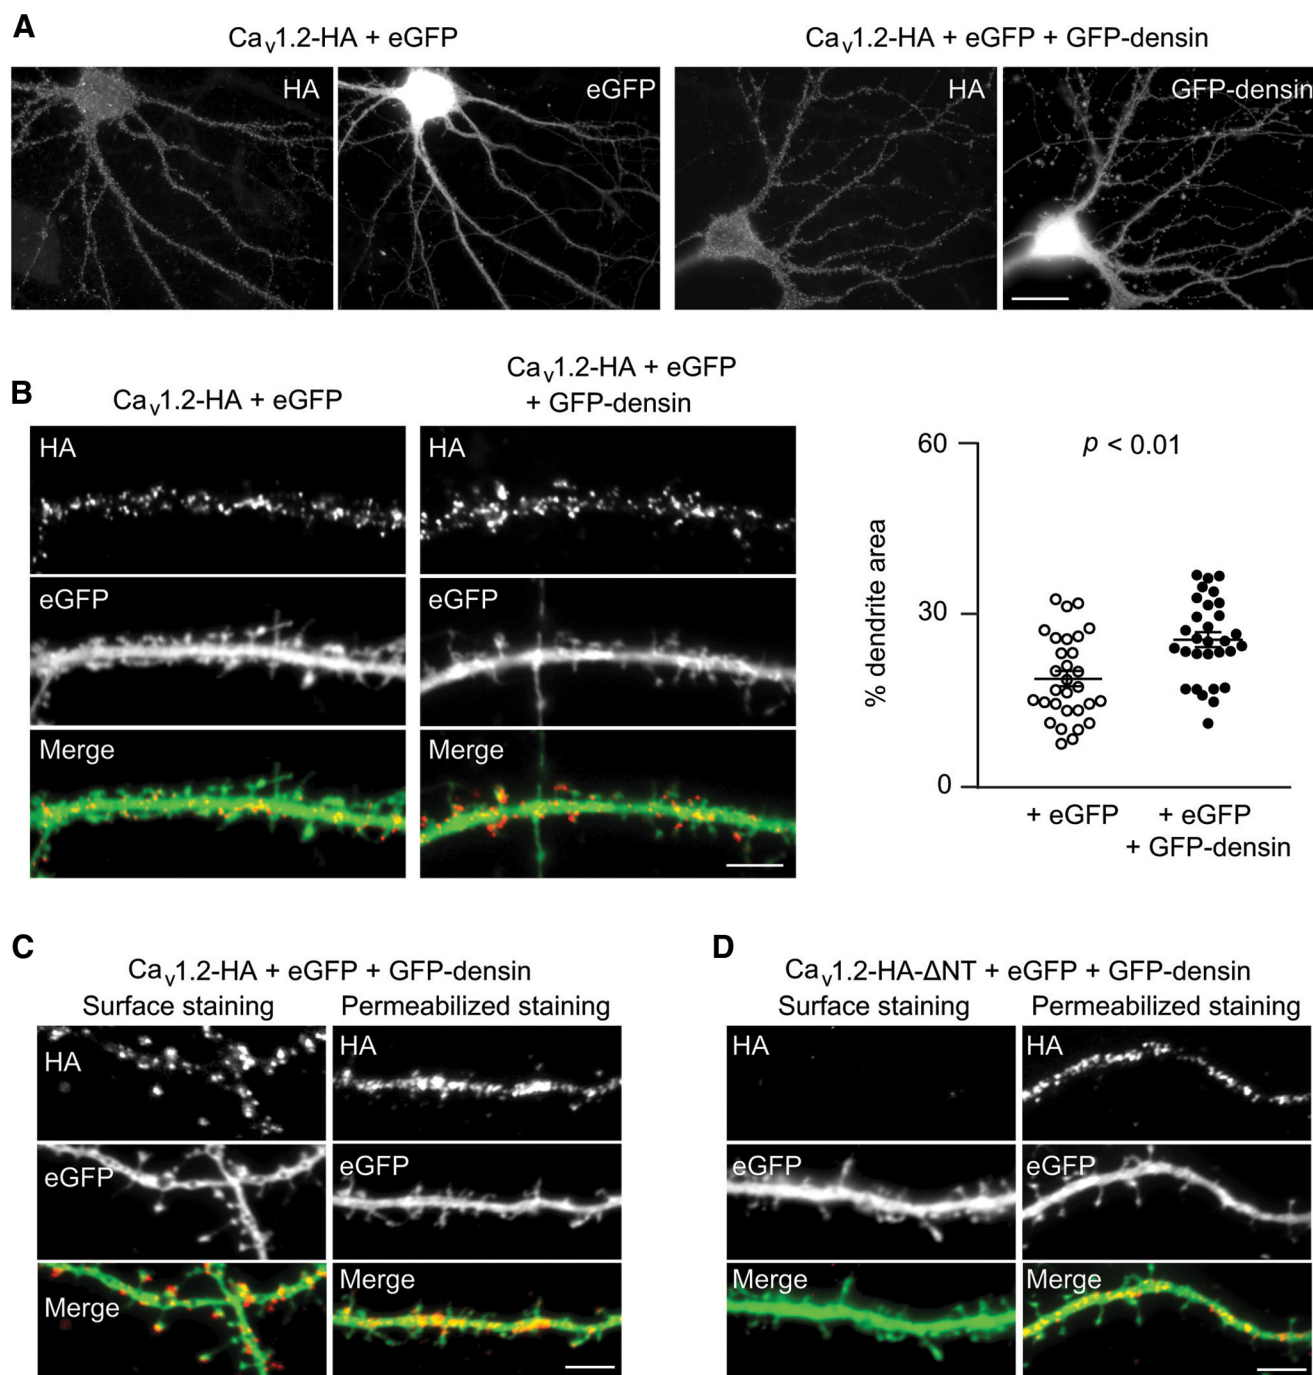 A
Caᵥ1.2-HA + eGFP
Caᵥ1.2-HA + eGFP + GFP-densin
HA
eGFP
HA
GFP-densin
B
Caᵥ1.2-HA + eGFP
Caᵥ1.2-HA + eGFP
+ GFP-densin
HA
HA
eGFP
eGFP
Merge
Merge
60
p < 0.01
% dendrite area
30
0
+ eGFP
+ eGFP
+ GFP-densin
C
Caᵥ1.2-HA + eGFP + GFP-densin
Surface staining
Permeabilized staining
HA
HA
eGFP
eGFP
Merge
Merge
D
Caᵥ1.2-HA-ΔNT + eGFP + GFP-densin
Surface staining
Permeabilized staining
HA
HA
eGFP
eGFP
Merge
Merge